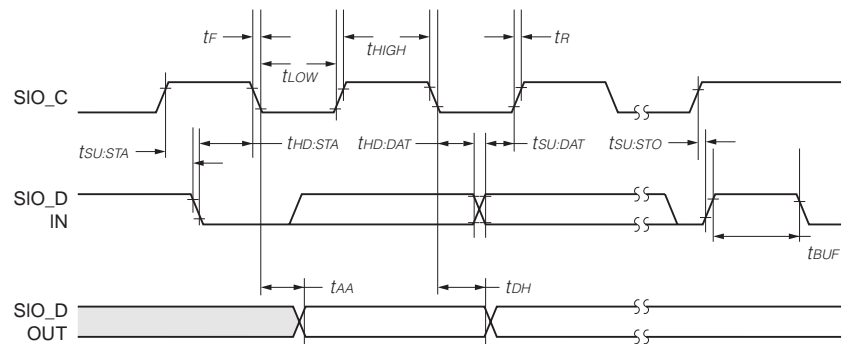 tF
tHIGH
tR
tLOW
SIO_C
tSU:STA
tHD:STA
tHD:DAT
tSU:DAT
tSU:STO
SIO_D
IN
tBUF
tAA
tDH
SIO_D
OUT